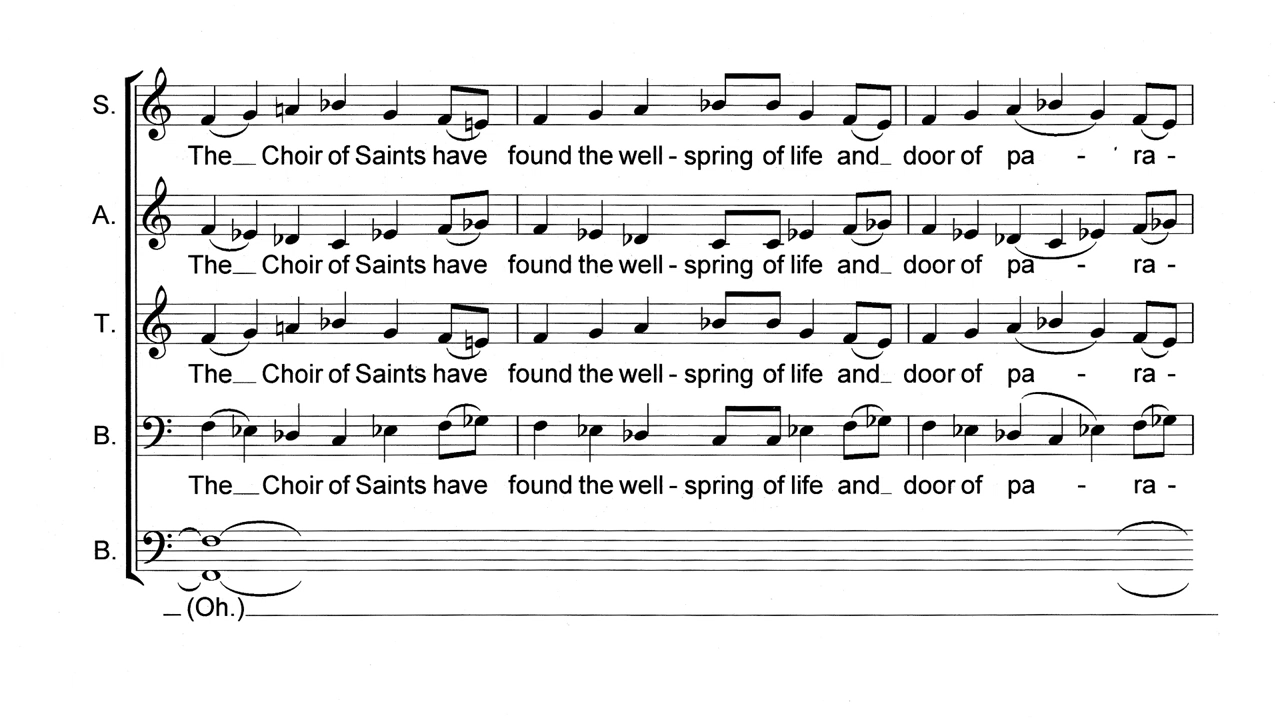 S.
The__ Choir of Saints have found the well - spring of life and_ door of pa - ' ra -
A.
The__ Choir of Saints have found the well - spring of life and_ door of pa - ra -
T.
The__ Choir of Saints have found the well - spring of life and_ door of pa - ra -
B.
The__ Choir of Saints have found the well - spring of life and_ door of pa - ra -
B.
_ (Oh.)_